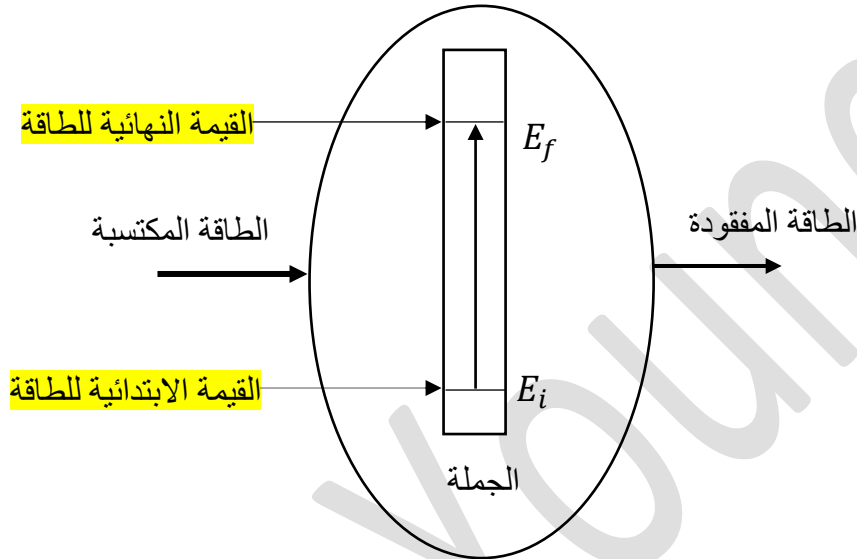 القيمة النهائية للطاقة
E_f
الطاقة المكتسبة
الطاقة المفقودة
القيمة الابتدائية للطاقة
E_i
الجملة